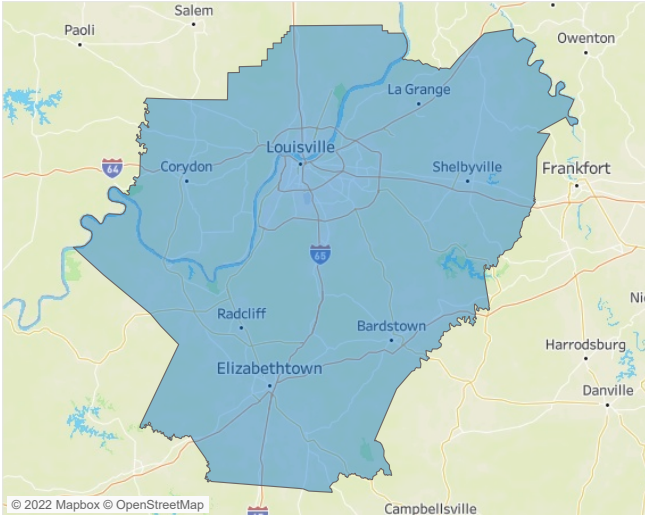 Salem
Paoli
Owenton
La Grange
Louisville
64
Corydon
Shelbyville
Frankfort
65
Radcliff
Bardstown
Harrodsburg
Elizabethtown
Danville
© 2022 Mapbox © OpenStreetMap
Campbellsville